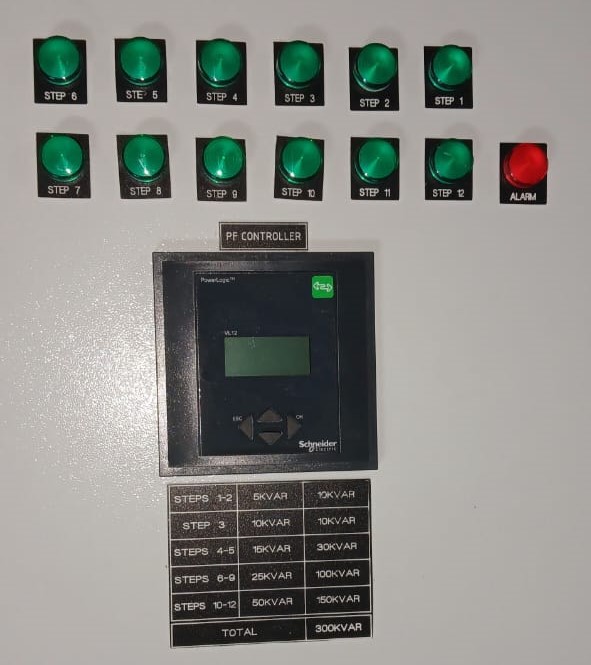 STEP 6 STEP 5 STEP 4 STEP 3 STEP 2 STEP 1
STEP 7 STEP 8 STEP 9 STEP 10 STEP 11 STEP 12 ALARM
PF CONTROLLER
PowerLogic™
VL12
ESC OK
Schneider
Electric
STEPS 1-2 5KVAR 10KVAR
STEP 3 10KVAR 10KVAR
STEPS 4-5 15KVAR 30KVAR
STEPS 6-9 25KVAR 100KVAR
STEPS 10-12 50KVAR 150KVAR
TOTAL 300KVAR